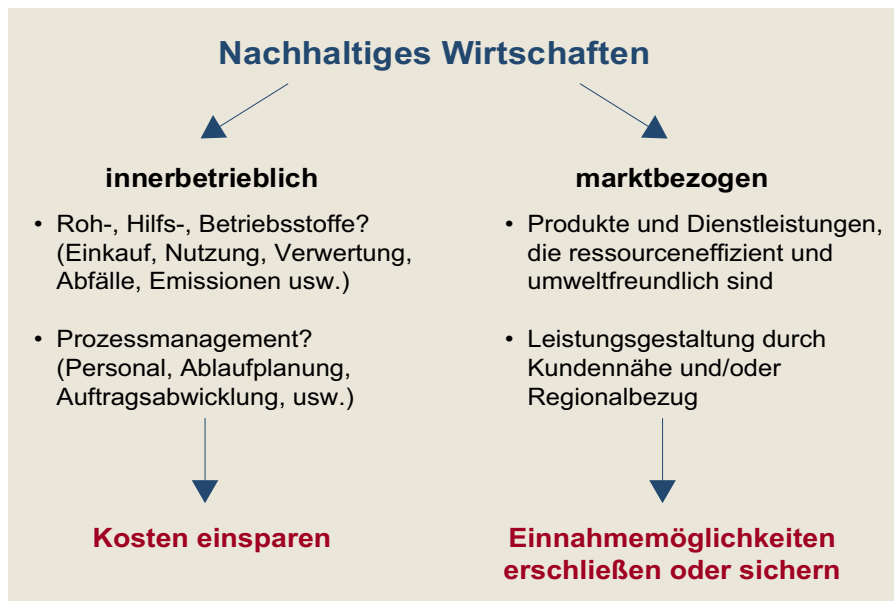 Nachhaltiges Wirtschaften
innerbetrieblich
• Roh-, Hilfs-, Betriebsstoffe?
(Einkauf, Nutzung, Verwertung,
Abfälle, Emissionen usw.)
• Prozessmanagement?
(Personal, Ablaufplanung,
Auftragsabwicklung, usw.)
Kosten einsparen
marktbezogen
• Produkte und Dienstleistungen,
die ressourceneffizient und
umweltfreundlich sind
• Leistungsgestaltung durch
Kundennähe und/oder
Regionalbezug
Einnahmemöglichkeiten
erschließen oder sichern